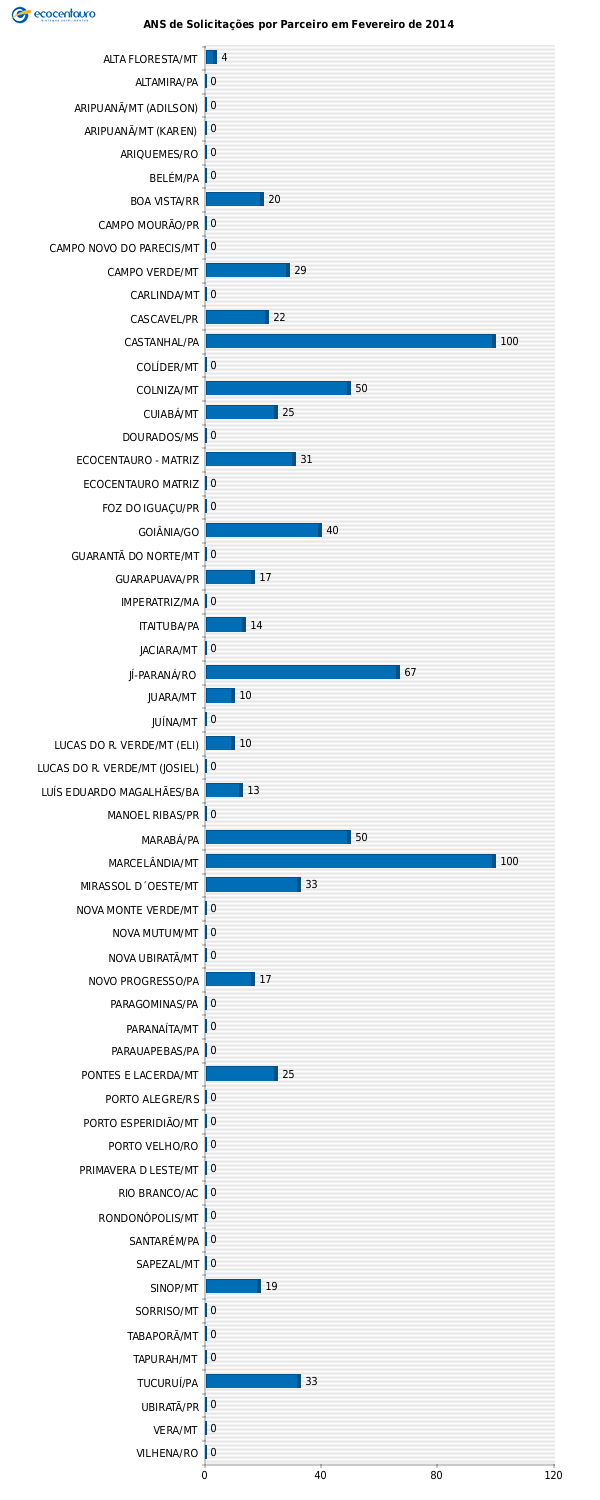 ecocentauro
ANS de Solicitações por Parceiro em Fevereiro de 2014
ALTA FLORESTA/MT 4
ALTAMIRA/PA 0
ARIPUANÃ/MT (ADILSON) 0
ARIPUANÃ/MT (KAREN) 0
ARIQUEMES/RO 0
BELÉM/PA 0
BOA VISTA/RR 20
CAMPO MOURÃO/PR 0
CAMPO NOVO DO PARECIS/MT 0
CAMPO VERDE/MT 29
CARLINDA/MT 0
CASCAVEL/PR 22
CASTANHAL/PA 100
COLÍDER/MT 0
COLNIZA/MT 50
CUIABÁ/MT 25
DOURADOS/MS 0
ECOCENTAURO - MATRIZ 31
ECOCENTAURO MATRIZ 0
FOZ DO IGUAÇU/PR 0
GOIÂNIA/GO 40
GUARANTÃ DO NORTE/MT 0
GUARAPUAVA/PR 17
IMPERATRIZ/MA 0
ITAITUBA/PA 14
JACIARA/MT 0
JÍ-PARANÁ/RO 67
JUARA/MT 10
JUÍNA/MT 0
LUCAS DO R. VERDE/MT (ELI) 10
LUCAS DO R. VERDE/MT (JOSIEL) 0
LUÍS EDUARDO MAGALHÃES/BA 13
MANOEL RIBAS/PR 0
MARABÁ/PA 50
MARCELÂNDIA/MT 100
MIRASSOL D´OESTE/MT 33
NOVA MONTE VERDE/MT 0
NOVA MUTUM/MT 0
NOVA UBIRATÃ/MT 0
NOVO PROGRESSO/PA 17
PARAGOMINAS/PA 0
PARANAÍTA/MT 0
PARAUAPEBAS/PA 0
PONTES E LACERDA/MT 25
PORTO ALEGRE/RS 0
PORTO ESPERIDIÃO/MT 0
PORTO VELHO/RO 0
PRIMAVERA D LESTE/MT 0
RIO BRANCO/AC 0
RONDONÓPOLIS/MT 0
SANTARÉM/PA 0
SAPEZAL/MT 0
SINOP/MT 19
SORRISO/MT 0
TABAPORÃ/MT 0
TAPURAH/MT 0
TUCURUÍ/PA 33
UBIRATÃ/PR 0
VERA/MT 0
VILHENA/RO 0
0 40 80 120